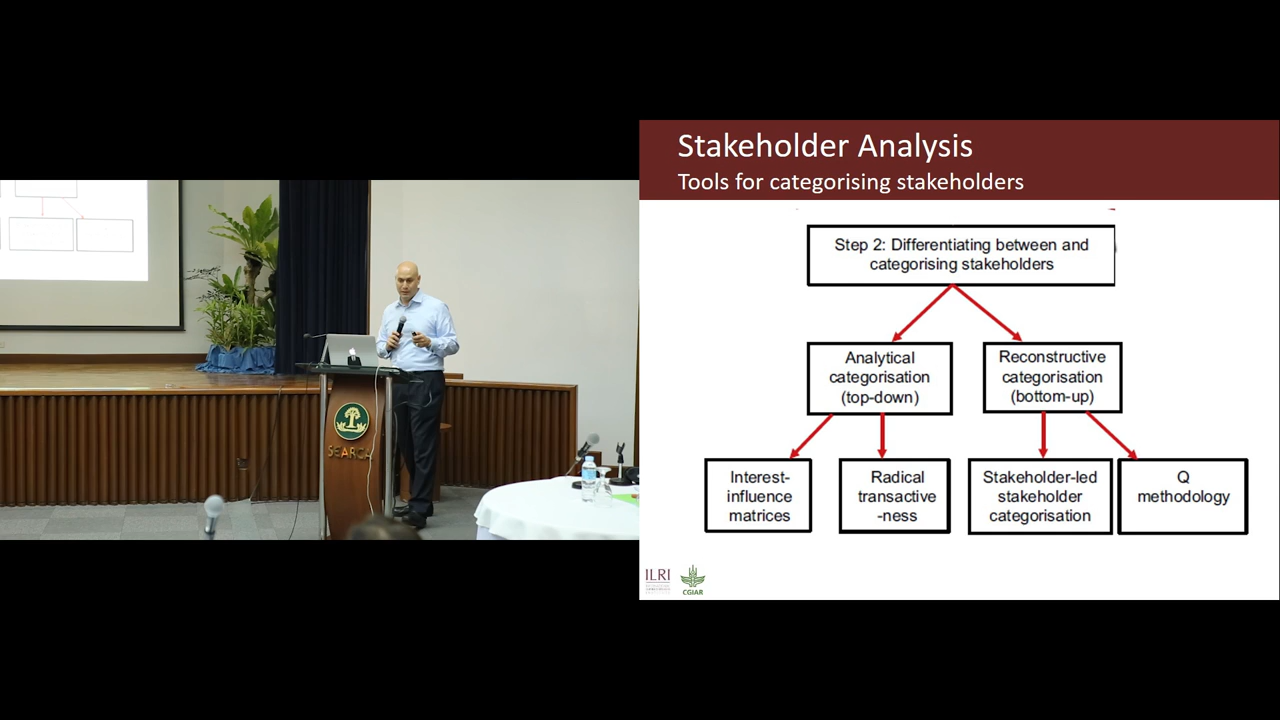 SEARCA
Stakeholder Analysis
Tools for categorising stakeholders
Step 2: Differentiating between and
categorising stakeholders
Analytical
categorisation
(top-down)
Reconstructive
categorisation
(bottom-up)
Interest-
influence
matrices
Radical
transactive
-ness
Stakeholder-led
stakeholder
categorisation
Q
methodology
ILRI
CGIAR